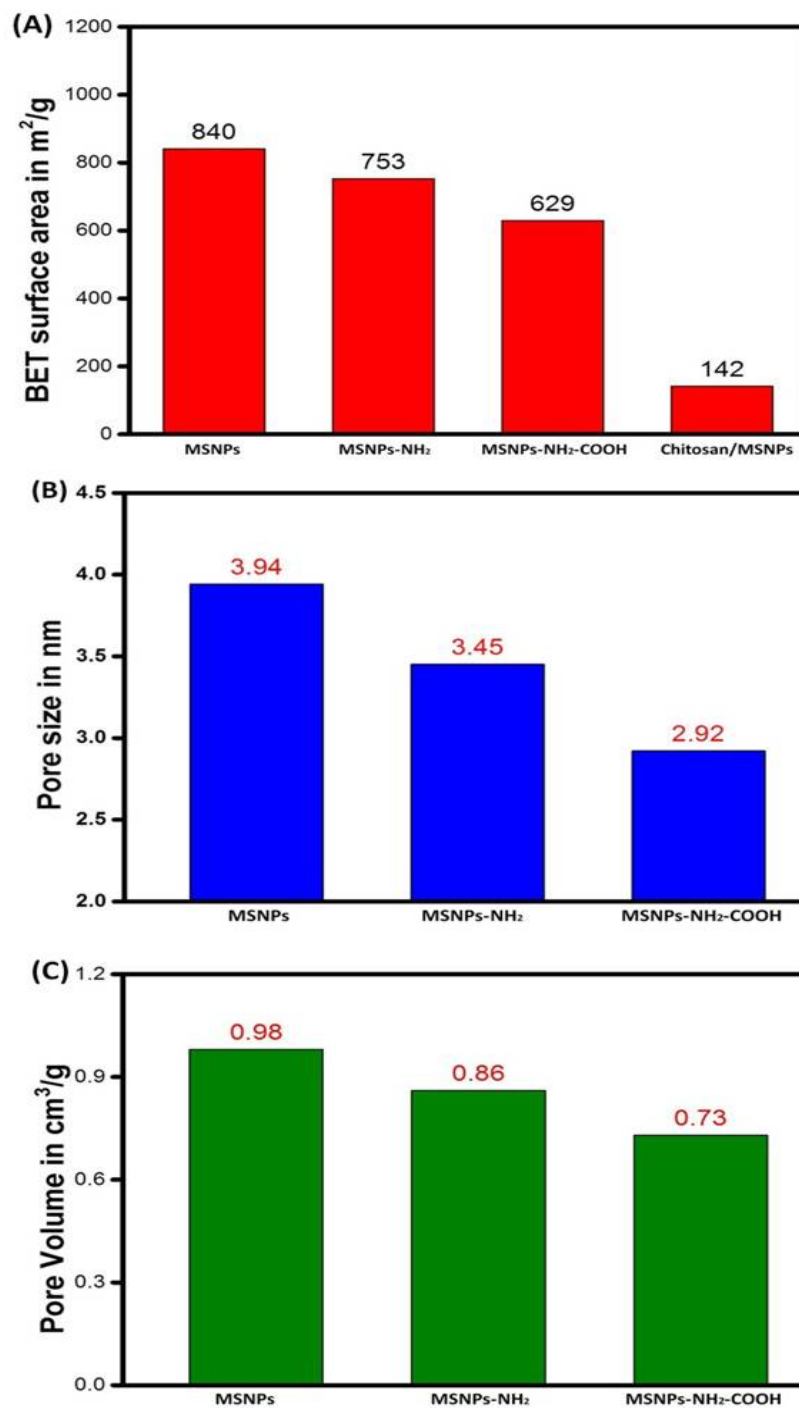 (A)
BET surface area in m²/g
1200
1000
800
600
400
200
0
840
753
629
142
MSNPs
MSNPs-NH₂
MSNPs-NH₂-COOH
Chitosan/MSNPs
(B)
Pore size in nm
4.5
4.0
3.5
3.0
2.5
2.0
3.94
3.45
2.92
MSNPs
MSNPs-NH₂
MSNPs-NH₂-COOH
(C)
Pore Volume in cm³/g
1.2
0.9
0.6
0.3
0.0
0.98
0.86
0.73
MSNPs
MSNPs-NH₂
MSNPs-NH₂-COOH